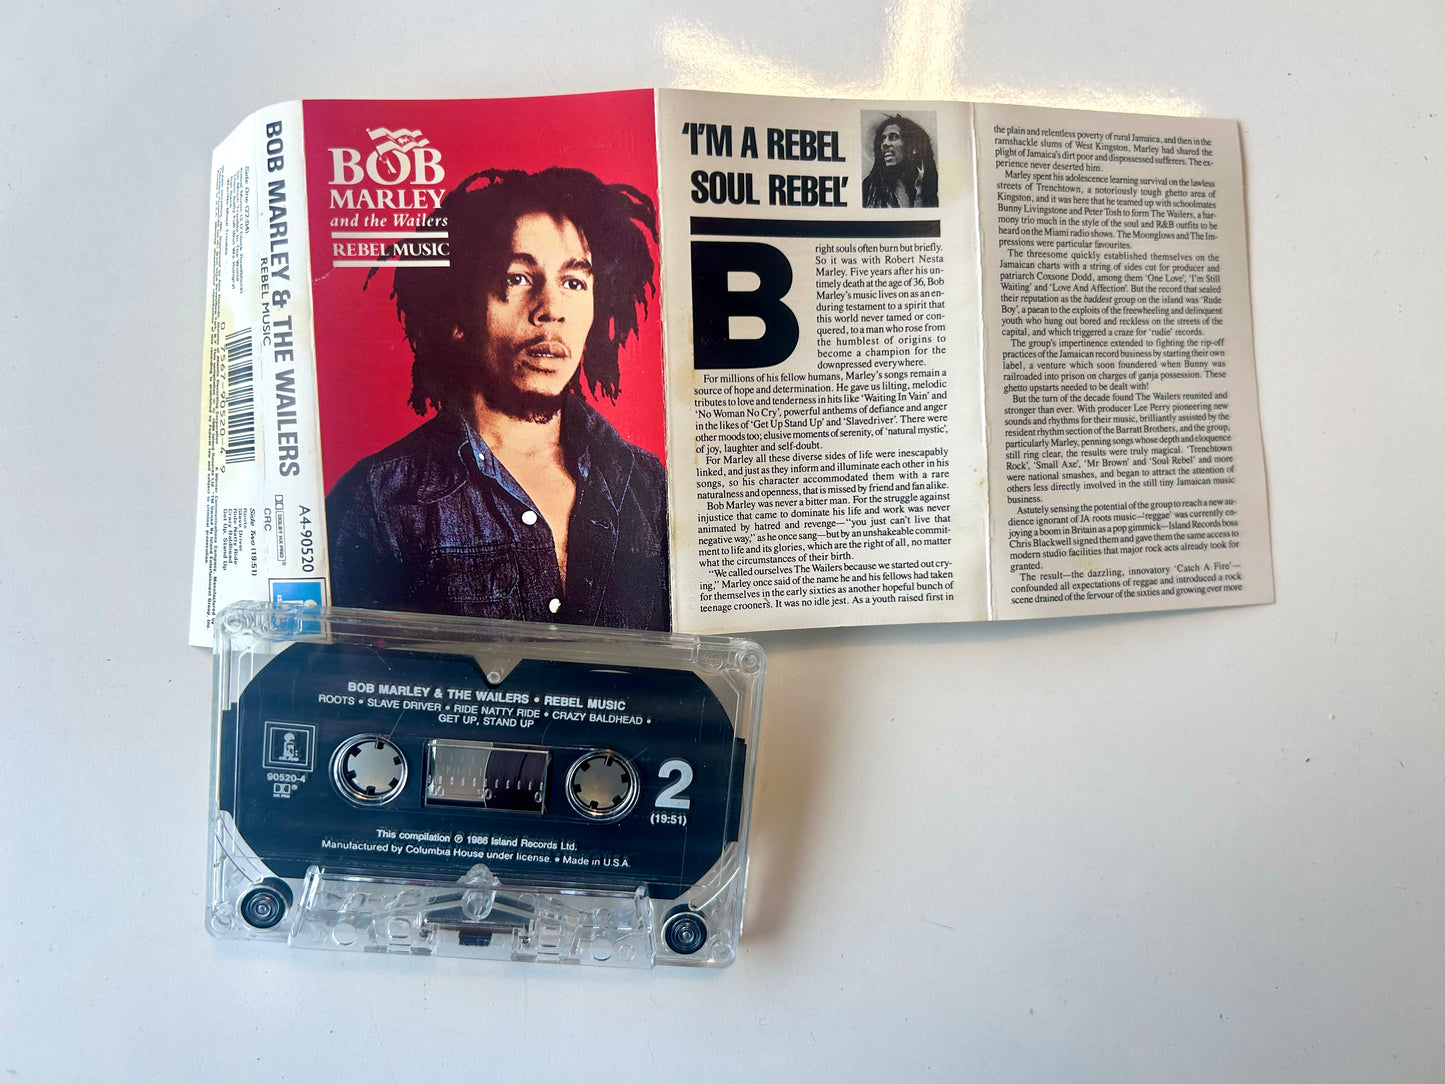 BOB MARLEY & THE WAILERS
REBEL MUSIC
A4-90520
CRC
DOLBY HX PRO
Side One (22:04)
Side Two (19:51)
Roots
Slave Driver
Ride Natty Ride
Crazy Baldhead
Get Up, Stand Up
0 7567-90520-4 9
BOB
MARLEY
and the Wailers
REBEL MUSIC
'I'M A REBEL
SOUL REBEL'
B
right souls often burn but briefly.
So it was with Robert Nesta
Marley. Five years after his un-
timely death at the age of 36, Bob
Marley's music lives on as an en-
during testament to a spirit that
this world never tamed or con-
quered, to a man who rose from
the humblest of origins to
become a champion for the
downpressed everywhere.
For millions of his fellow humans, Marley's songs remain a
source of hope and determination. He gave us lilting, melodic
tributes to love and tenderness in hits like 'Waiting In Vain' and
'No Woman No Cry', powerful anthems of defiance and anger
in the likes of 'Get Up Stand Up' and 'Slavedriver'. There were
other moods too; elusive moments of serenity, of 'natural mystic',
of joy, laughter and self-doubt.
For Marley all these diverse sides of life were inescapably
linked, and just as they inform and illuminate each other in his
songs, so his character accommodated them with a rare
naturalness and openness, that is missed by friend and fan alike.
Bob Marley was never a bitter man. For the struggle against
injustice that came to dominate his life and work was never
animated by hatred and revenge—“you just can't live that
negative way,” as he once sang—but by an unshakeable commit-
ment to life and its glories, which are the right of all, no matter
what the circumstances of their birth.
“We called ourselves The Wailers because we started out cry-
ing,” Marley once said of the name he and his fellows had taken
for themselves in the early sixties as another hopeful bunch of
teenage crooners. It was no idle jest. As a youth raised first in
the plain and relentless poverty of rural Jamaica, and then in the
ramshackle slums of West Kingston, Marley had shared the
plight of Jamaica's dirt poor and dispossessed sufferers. The ex-
perience never deserted him.
Marley spent his adolescence learning survival on the lawless
streets of Trenchtown, a notoriously tough ghetto area of
Kingston, and it was here that he teamed up with schoolmates
Bunny Livingstone and Peter Tosh to form The Wailers, a har-
mony trio much in the style of the soul and R&B outfits to be
heard on the Miami radio shows. The Moonglows and The Im-
pressions were particular favourites.
The threesome quickly established themselves on the
Jamaican charts with a string of sides cut for producer and
patriarch Coxsone Dodd, among them 'One Love', 'I'm Still
Waiting' and 'Love And Affection'. But the record that sealed
their reputation as the baddest group on the island was 'Rude
Boy', a paean to the exploits of the freewheeling and delinquent
youth who hung out bored and reckless on the streets of the
capital, and which triggered a craze for 'rudie' records.
The group's impertinence extended to fighting the rip-off
practices of the Jamaican record business by starting their own
label, a venture which soon foundered when Bunny was
railroaded into prison on charges of ganja possession. These
ghetto upstarts needed to be dealt with!
But the turn of the decade found The Wailers reunited and
stronger than ever. With producer Lee Perry pioneering new
sounds and rhythms for their music, brilliantly assisted by the
resident rhythm section of the Barratt Brothers, and the group,
particularly Marley, penning songs whose depth and eloquence
still ring clear, the results were truly magical. 'Trenchtown
Rock', 'Small Axe', 'Mr Brown' and 'Soul Rebel' and more
were national smashes, and began to attract the attention of
others less directly involved in the still tiny Jamaican music
business.
Astutely sensing the potential of the group to reach a new au-
dience ignorant of JA roots music—'reggae' was currently en-
joying a boom in Britain as a pop gimmick—Island Records boss
Chris Blackwell signed them and gave them the same access to
modern studio facilities that major rock acts already took for
granted.
The result—the dazzling, innovatory 'Catch A Fire'—
confounded all expectations of reggae and introduced a rock
scene drained of the fervour of the sixties and growing ever more
BOB MARLEY & THE WAILERS • REBEL MUSIC
ROOTS • SLAVE DRIVER • RIDE NATTY RIDE • CRAZY BALDHEAD •
GET UP, STAND UP
ISLAND
90520-4
HX PRO
100 50 0
2
(19:51)
This compilation ℗ 1986 Island Records Ltd.
Manufactured by Columbia House under license. • Made in U.S.A.